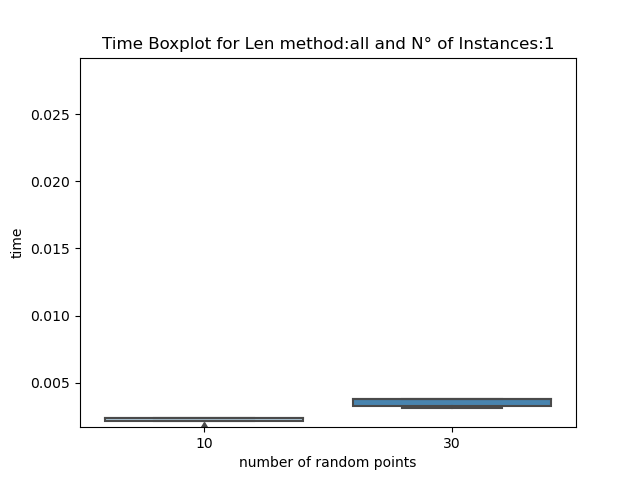 Time Boxplot for Len method:all and N° of Instances:1
0.025
0.020
0.015
0.010
0.005
time
10 30
number of random points